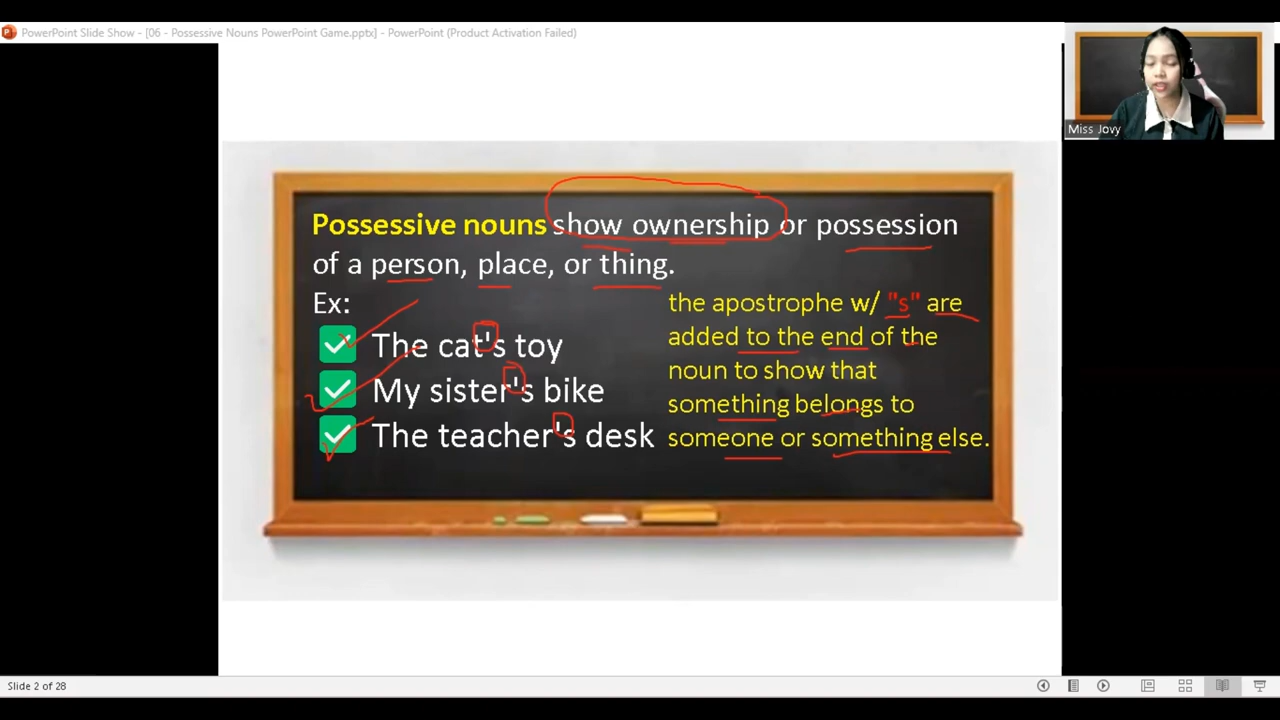 PowerPoint Slide Show - [06 - Possessive Nouns PowerPoint Game.pptx] - PowerPoint (Product Activation Failed)
Miss Jovy
Possessive nouns show ownership or possession
of a person, place, or thing.
Ex:
The cat's toy
My sister's bike
The teacher's desk
the apostrophe w/ "s" are
added to the end of the
noun to show that
something belongs to
someone or something else.
Slide 2 of 28